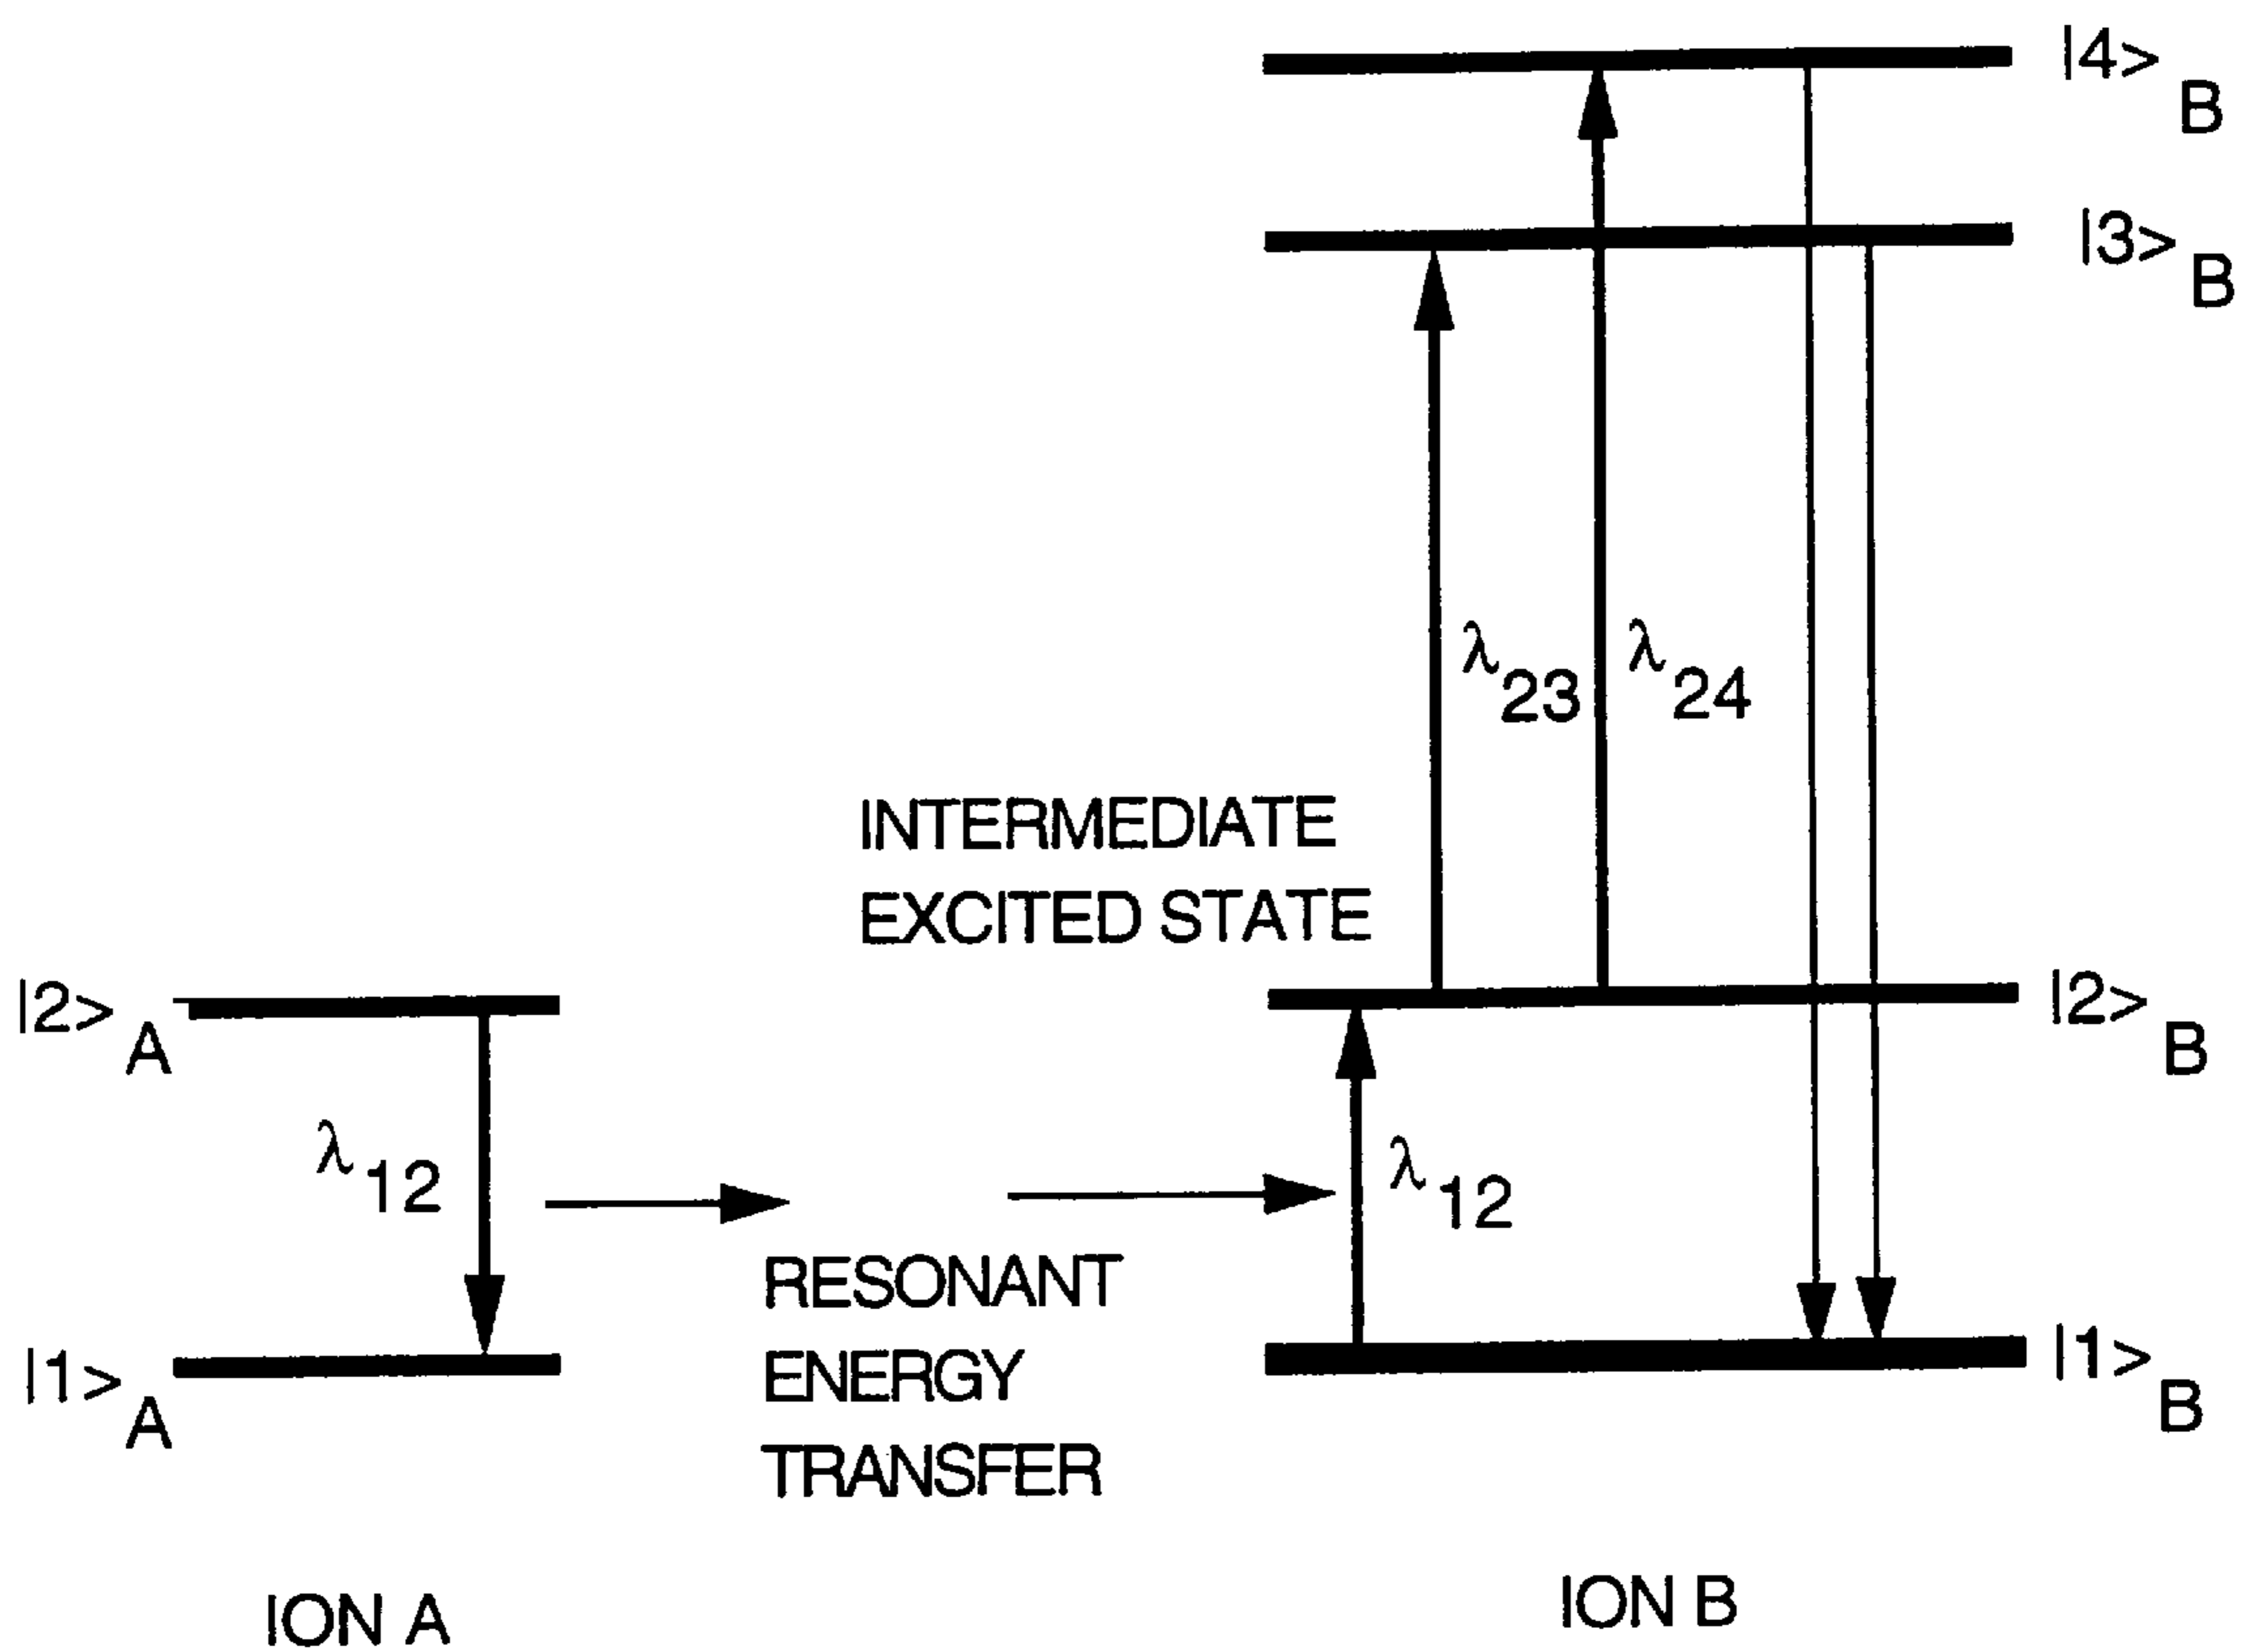 |4>B
|3>B
λ23
λ24
INTERMEDIATE
EXCITED STATE
|2>A
|2>B
λ12
λ12
RESONANT
ENERGY
TRANSFER
|1>A
|1>B
ION A
ION B